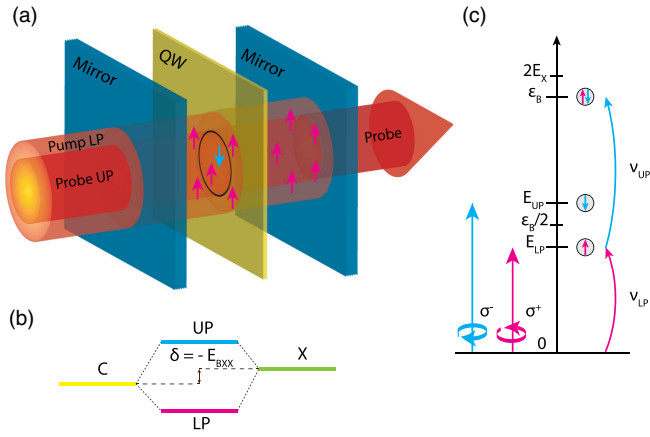 (a)
Mirror
QW
Mirror
Pump LP
Probe UP
Probe
(b)
UP
C
δ = - E_BXX
X
LP
(c)
2E_X
ε_B
ν_UP
E_UP
ε_B/2
E_LP
σ⁻
σ⁺
ν_LP
0